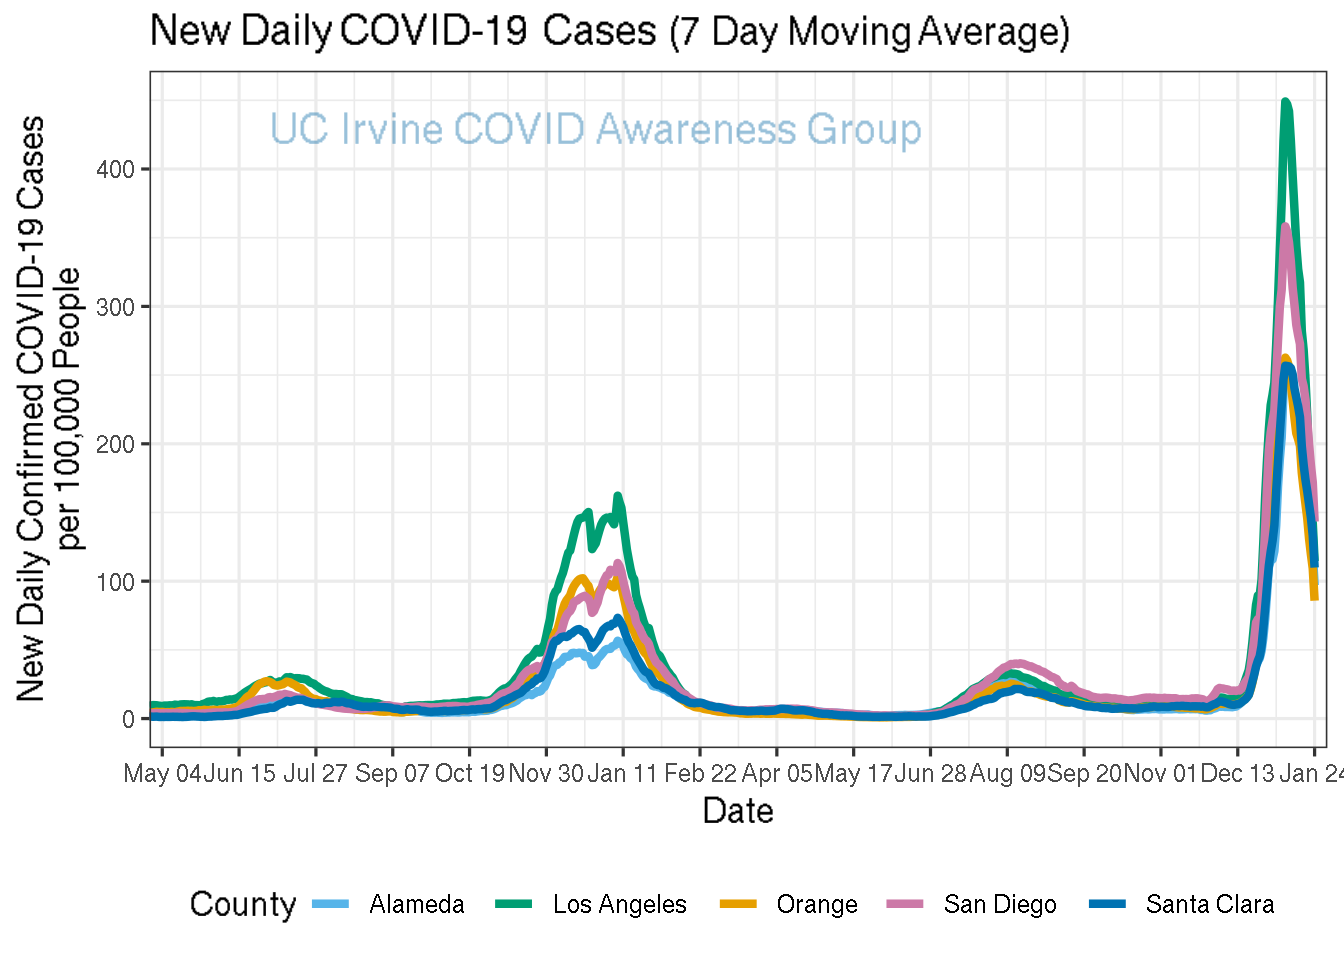 New Daily COVID-19 Cases (7 Day Moving Average)
UC Irvine COVID Awareness Group
New Daily Confirmed COVID-19 Cases
per 100,000 People
400
300
200
100
0
May 04 Jun 15 Jul 27 Sep 07 Oct 19 Nov 30 Jan 11 Feb 22 Apr 05 May 17 Jun 28 Aug 09 Sep 20 Nov 01 Dec 13 Jan 24
Date
County Alameda Los Angeles Orange San Diego Santa Clara